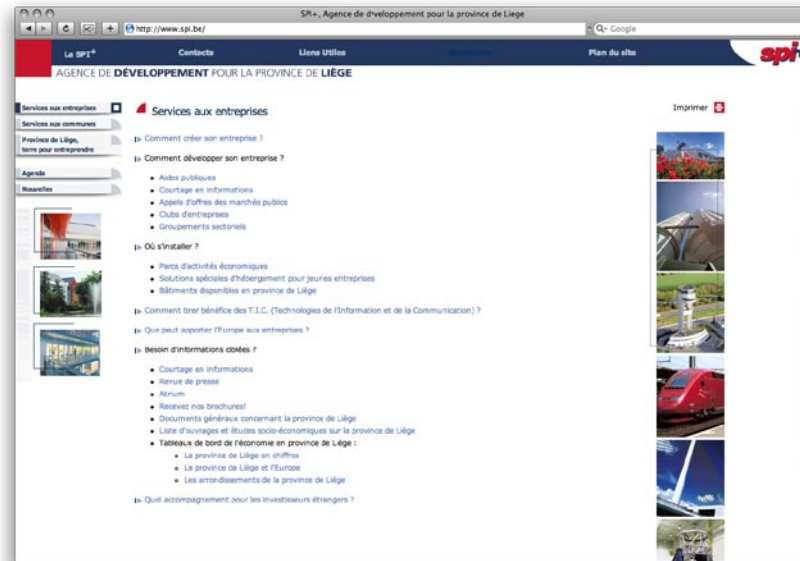 SPI+, Agence de développement pour la province de Liege
http://www.spi.be/
Google
La SPI+
Contacts
Liens Utiles
Plan du site
spi+
AGENCE DE DÉVELOPPEMENT POUR LA PROVINCE DE LIÈGE
Services aux entreprises
Services aux communes
Province de Liège,
terre pour entreprendre
Agenda
Nouvelles
Services aux entreprises
Imprimer
Comment créer son entreprise ?
Comment développer son entreprise ?
Aides publiques
Courtage en informations
Appels d'offres des marchés publics
Clubs d'entreprises
Groupements sectoriels
Où s'installer ?
Parcs d'activités économiques
Solutions spéciales d'hébergement pour jeunes entreprises
Bâtiments disponibles en province de Liège
Comment tirer bénéfice des T.I.C. (Technologies de l'Information et de la Communication) ?
Que peut apporter l'Europe aux entreprises ?
Besoin d'informations ciblées ?
Courtage en informations
Revue de presse
Atrium
Recevez nos brochures!
Documents généraux concernant la province de Liège
Liste d'ouvrages et études socio-économiques sur la province de Liège
Tableaux de bord de l'économie en province de Liège :
La province de Liège en chiffres
La province de Liège et l'Europe
Les arrondissements de la province de Liège
Quel accompagnement pour les investisseurs étrangers ?